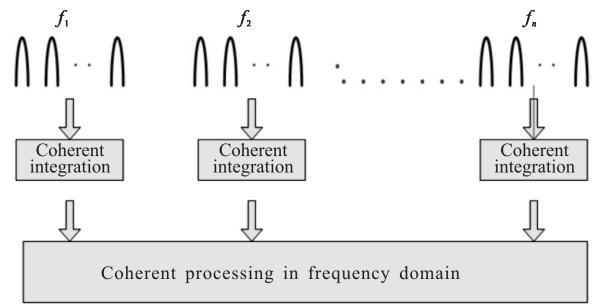 f₁ f₂ fₙ
Coherent Coherent Coherent
integration integration integration
Coherent processing in frequency domain